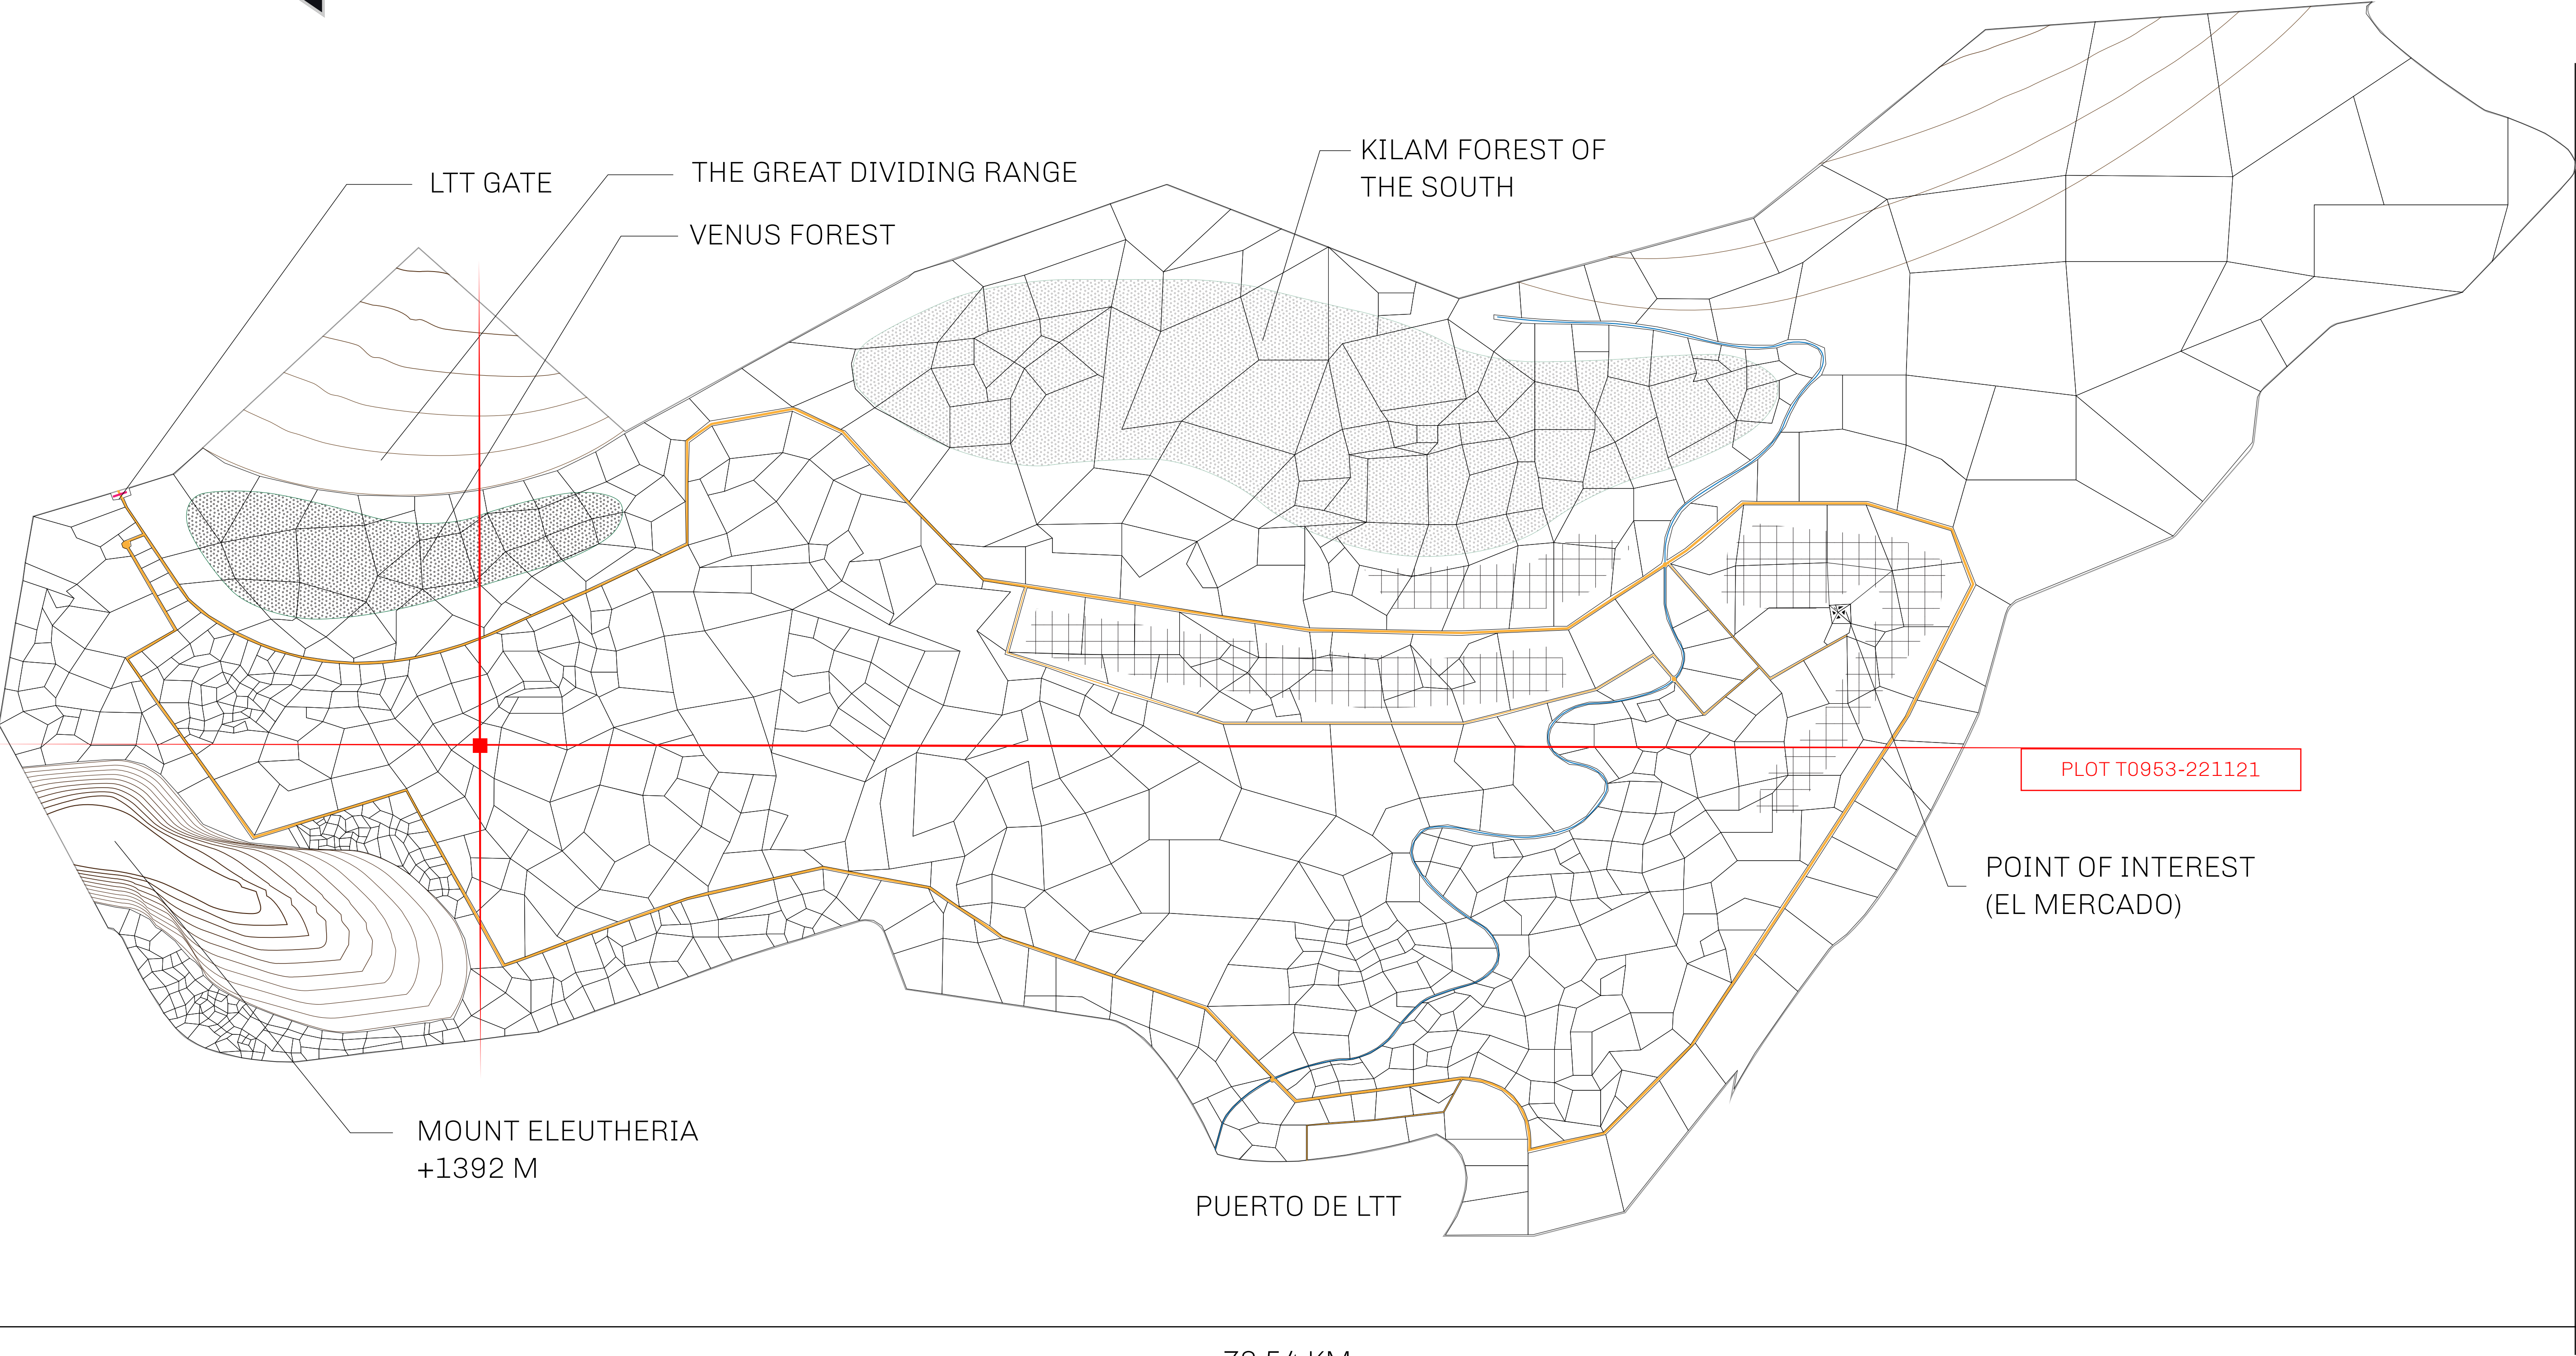 KILAM FOREST OF
THE SOUTH
THE GREAT DIVIDING RANGE
LTT GATE
VENUS FOREST
PLOT T0953-221121
POINT OF INTEREST
(EL MERCADO)
MOUNT ELEUTHERIA
+1392 M
PUERTO DE LTT